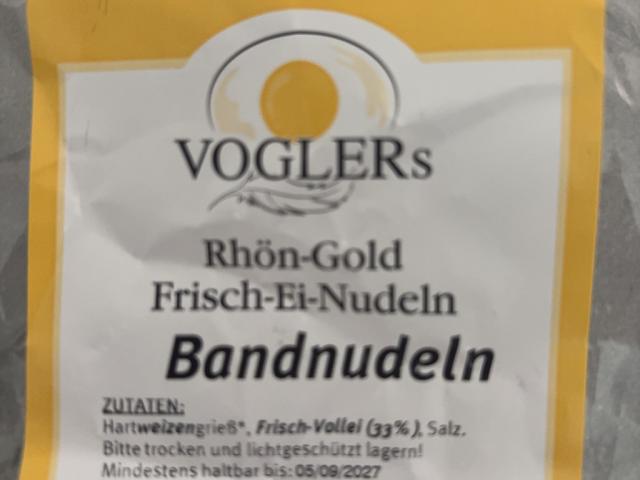 VOGLERs
Rhön-Gold
Frisch-Ei-Nudeln
Bandnudeln
ZUTATEN:
Hartweizengrieß*, Frisch-Vollei (33%), Salz.
Bitte trocken und lichtgeschützt lagern!
Mindestens haltbar bis: 05/09/2027